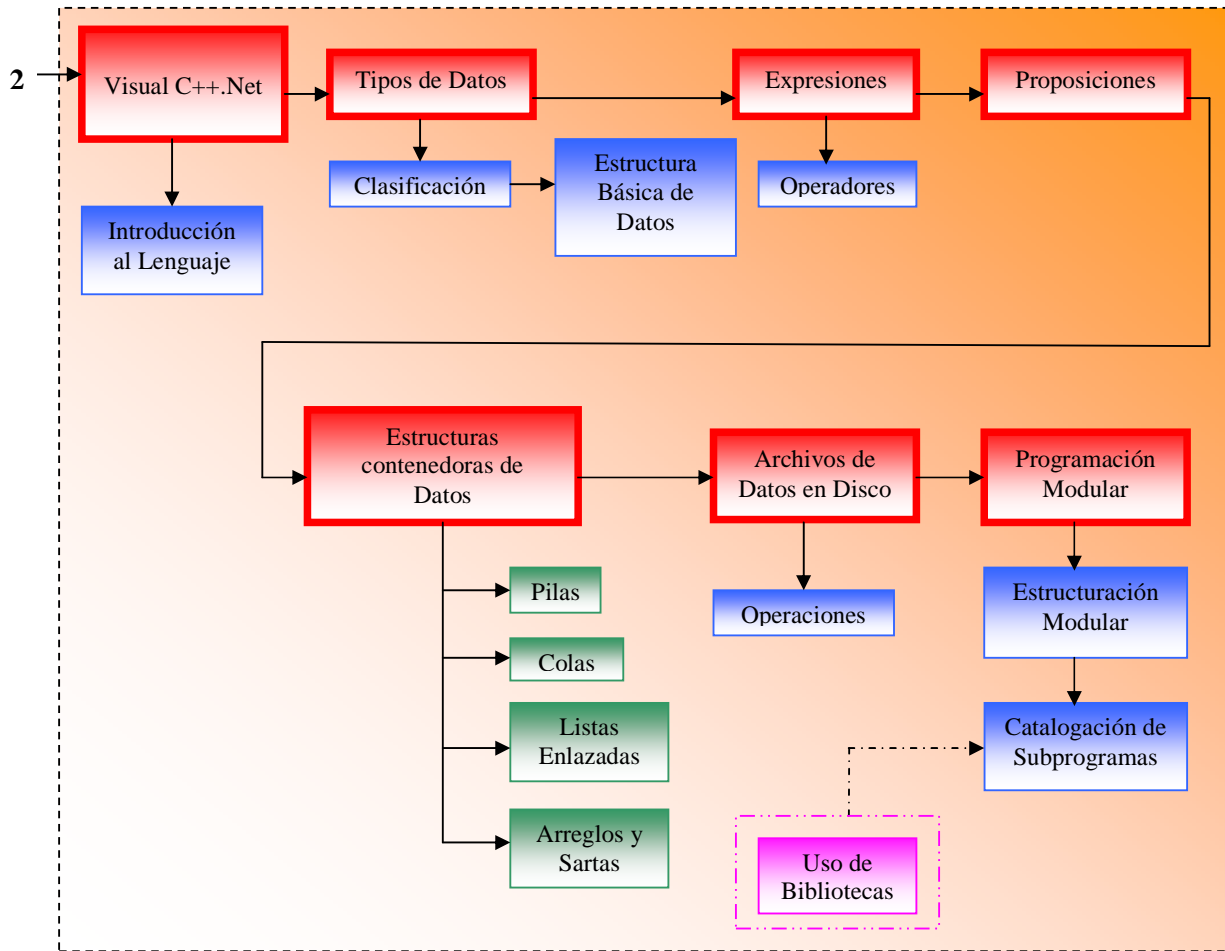 2
Visual C++.Net
Tipos de Datos
Expresiones
Proposiciones
Clasificación
Estructura
Básica de
Datos
Operadores
Introducción
al Lenguaje
Estructuras
contenedoras de
Datos
Archivos de
Datos en Disco
Programación
Modular
Pilas
Colas
Listas
Enlazadas
Arreglos y
Sartas
Operaciones
Estructuración
Modular
Catalogación de
Subprogramas
Uso de
Bibliotecas